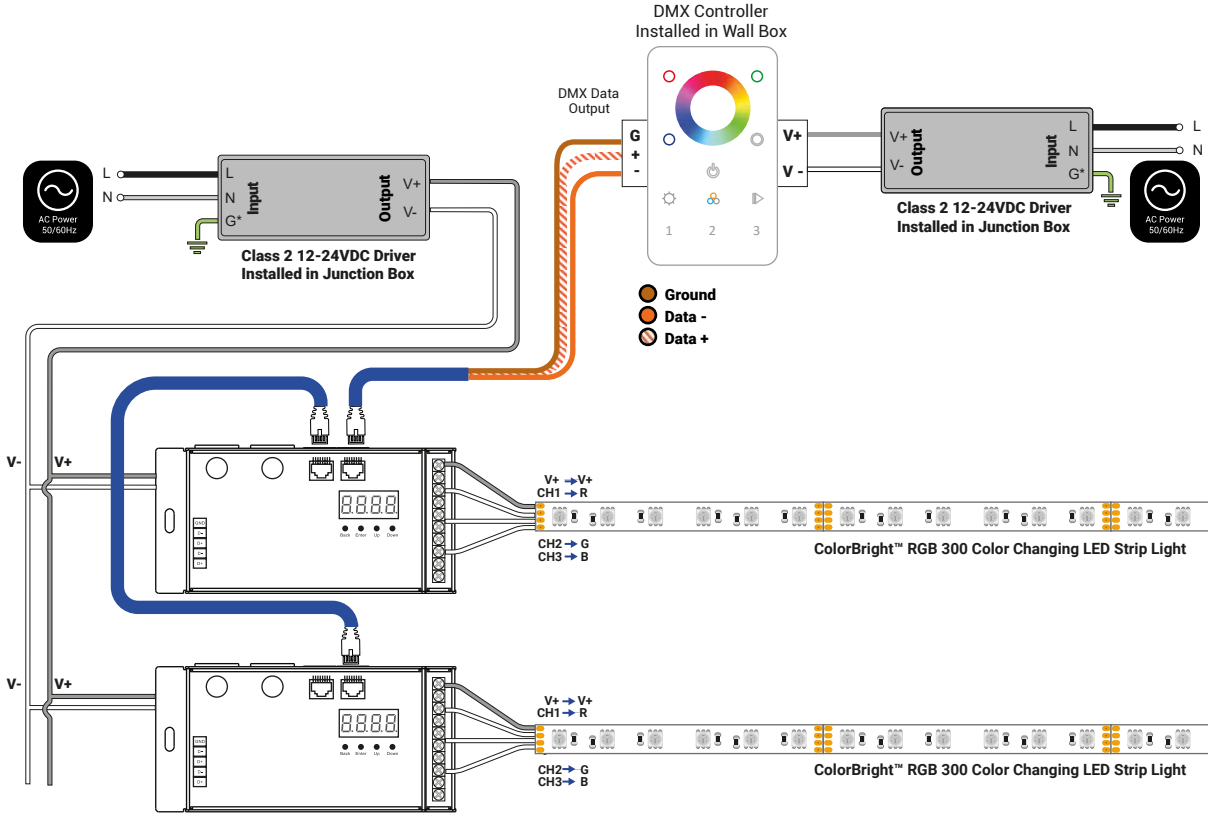 DMX Controller
Installed in Wall Box
DMX Data
Output
G
+
-
V+
V -
V+
V-
Output
Input
L
N
G*
L
N
AC Power
50/60Hz
Class 2 12-24VDC Driver
Installed in Junction Box
1 2 3
AC Power
50/60Hz
L
N
L
N
G*
Input
Output
V+
V-
Class 2 12-24VDC Driver
Installed in Junction Box
Ground
Data -
Data +
V-
V+
GND
D-
D+
D-
D+
Back Enter Up Down
V+ → V+
CH1 → R
CH2 → G
CH3 → B
ColorBright™ RGB 300 Color Changing LED Strip Light
V-
V+
GND
D-
D+
D-
D+
Back Enter Up Down
V+ → V+
CH1 → R
CH2 → G
CH3 → B
ColorBright™ RGB 300 Color Changing LED Strip Light